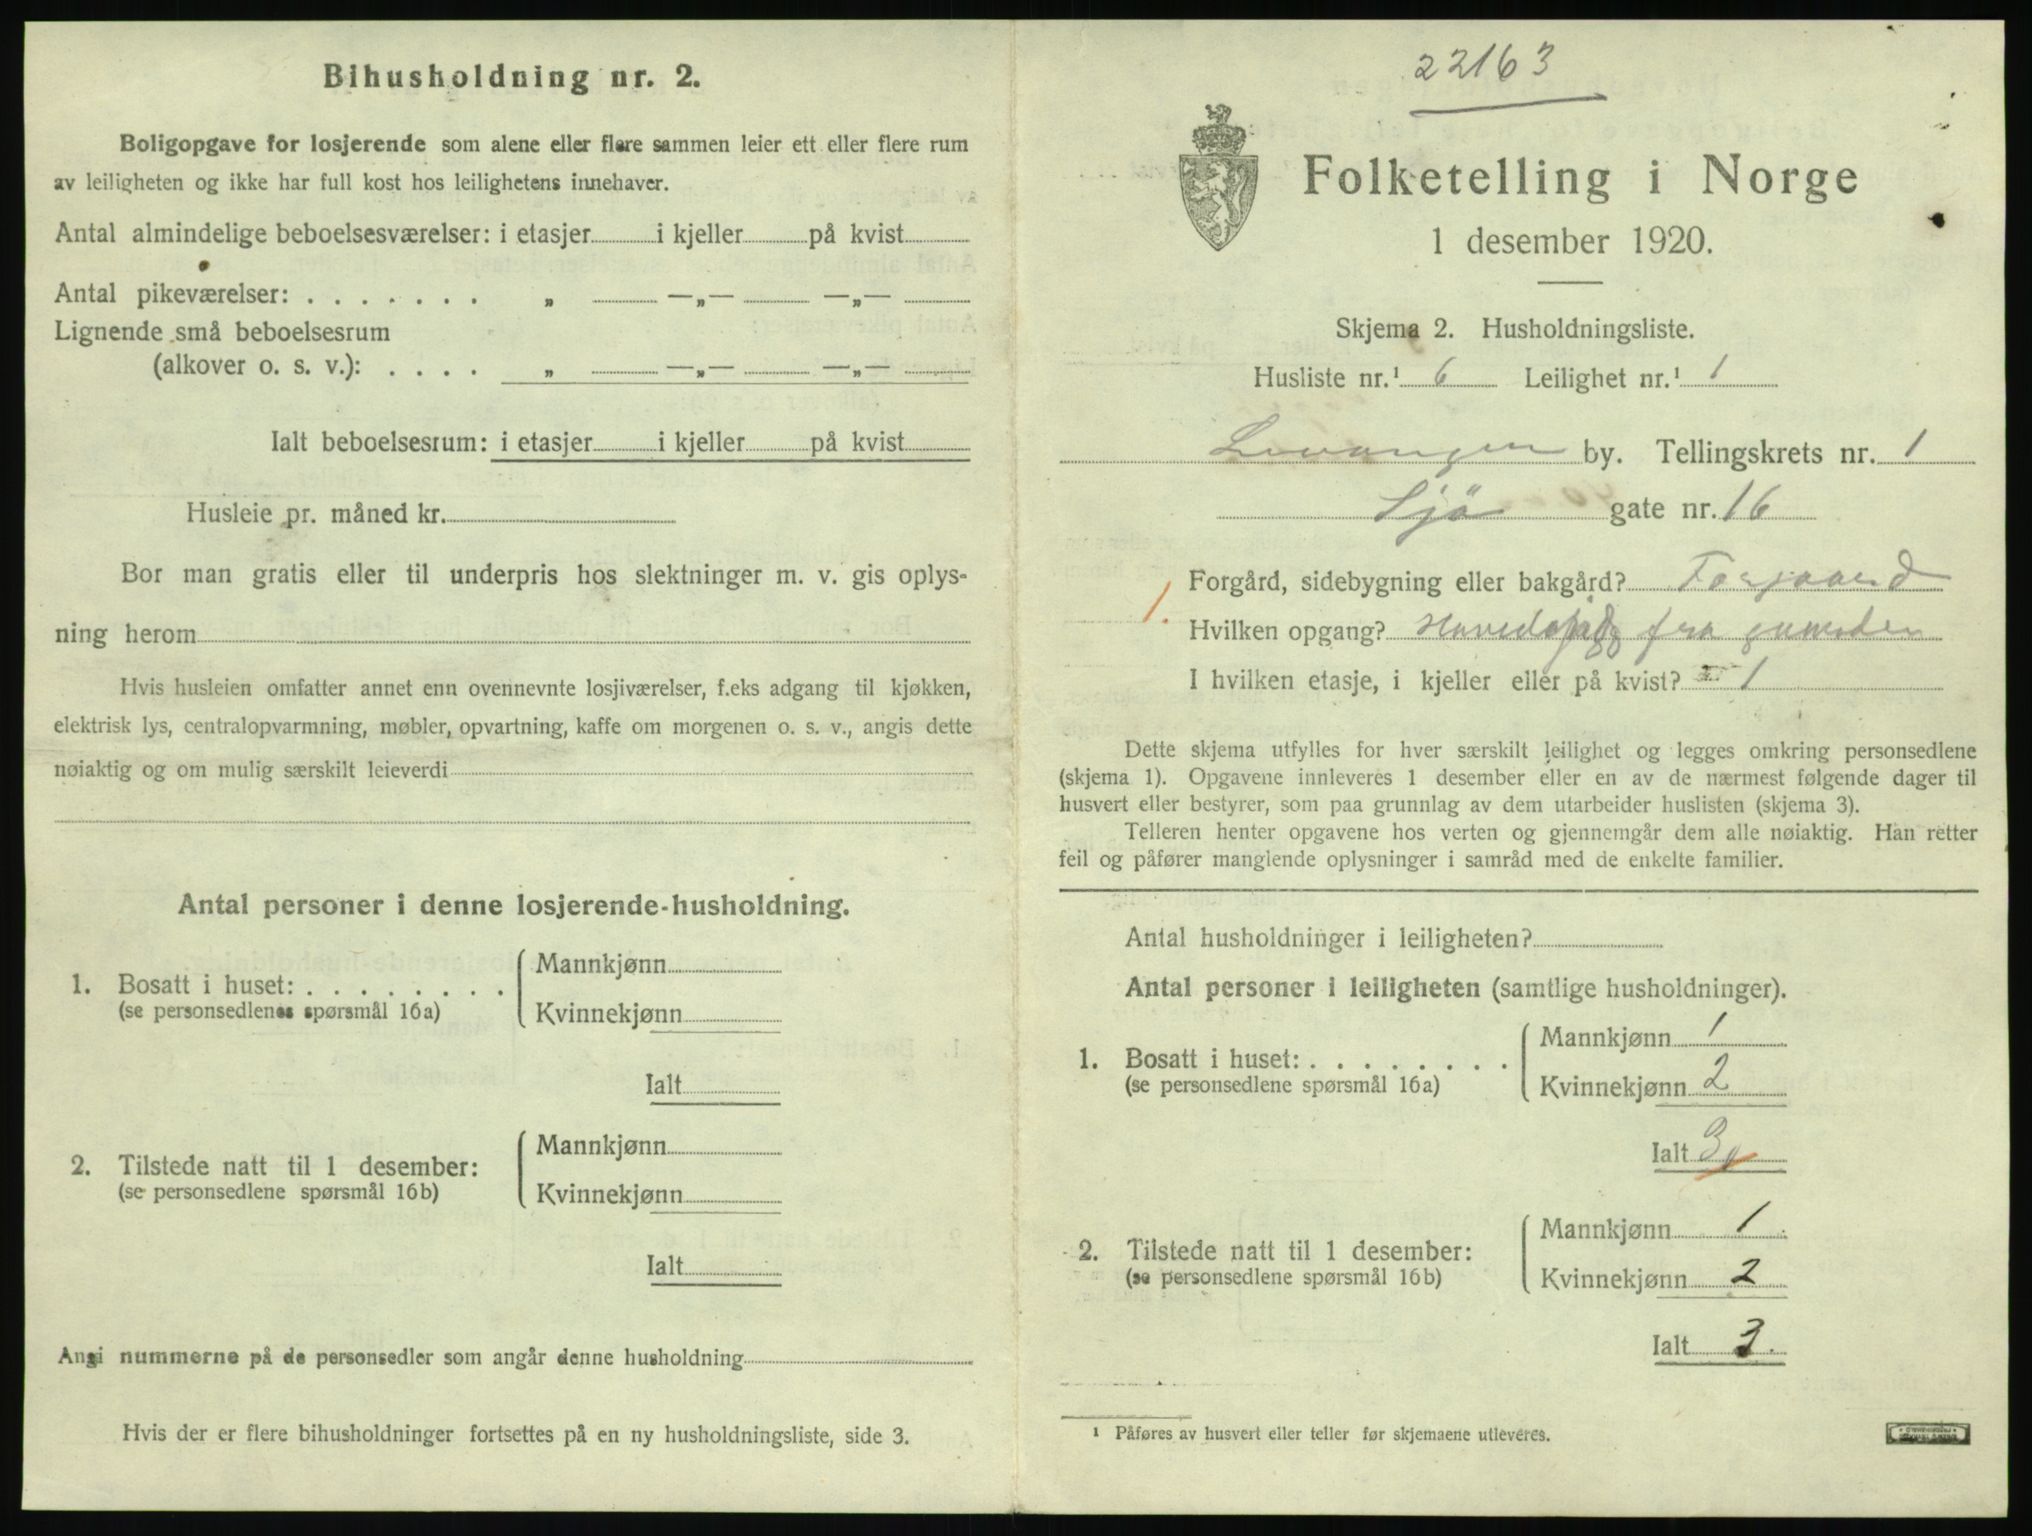 Bihusholdning nr. 2.
Boligopgave for losjerende som alene eller flere sammen leier ett eller flere rum
av leiligheten og ikke har full kost hos leilighetens innehaver.
Antal almindelige beboelsesværelser: i etasjer i kjeller på kvist
Antal pikeværelser: . . . . . . . „ —„— —„—
Lignende små beboelsesrum
(alkover o. s. v.): . . . . „ —„— —„—
Ialt beboelsesrum: i etasjer i kjeller på kvist
Husleie pr. måned kr.
Bor man gratis eller til underpris hos slektninger m. v. gis oplys-
ning herom
Hvis husleien omfatter annet enn ovennevnte losjiværelser, f.eks adgang til kjøkken,
elektrisk lys, centralopvarmning, møbler, opvartning, kaffe om morgenen o. s. v., angis dette
nøiaktig og om mulig særskilt leieverdi
Antal personer i denne losjerende-husholdning.
1. Bosatt i huset: . . . . . . . . Mannkjønn
(se personsedlenes spørsmål 16a) Kvinnekjønn
Ialt
2. Tilstede natt til 1 desember: Mannkjønn
(se personsedlene spørsmål 16b) Kvinnekjønn
Ialt
Angi nummerne på de personsedler som angår denne husholdning
Hvis der er flere bihusholdninger fortsettes på en ny husholdningsliste, side 3.
22163
Folketelling i Norge
1 desember 1920.
Skjema 2. Husholdningsliste.
Husliste nr.¹ 6 Leilighet nr.¹ 1
Levangen by. Tellingskrets nr. 1
Sjö gate nr. 16
Forgård, sidebygning eller bakgård? Forgaard
1. Hvilken opgang? fra
I hvilken etasje, i kjeller eller på kvist? 1
Dette skjema utfylles for hver særskilt leilighet og legges omkring personsedlene
(skjema 1). Opgavene innleveres 1 desember eller en av de nærmest følgende dager til
husvert eller bestyrer, som paa grunnlag av dem utarbeider huslisten (skjema 3).
Telleren henter opgavene hos verten og gjennemgår dem alle nøiaktig. Han retter
feil og påfører manglende oplysninger i samråd med de enkelte familier.
Antal husholdninger i leiligheten?
Antal personer i leiligheten (samtlige husholdninger).
1. Bosatt i huset: . . . . . . . . Mannkjønn 1
(se personsedlene spørsmål 16a) Kvinnekjønn 2
Ialt 3
2. Tilstede natt til 1 desember: Mannkjønn 1
(se personsedlene spørsmål 16b) Kvinnekjønn 2
Ialt 3.
¹ Påføres av husvert eller teller før skjemaene utleveres.